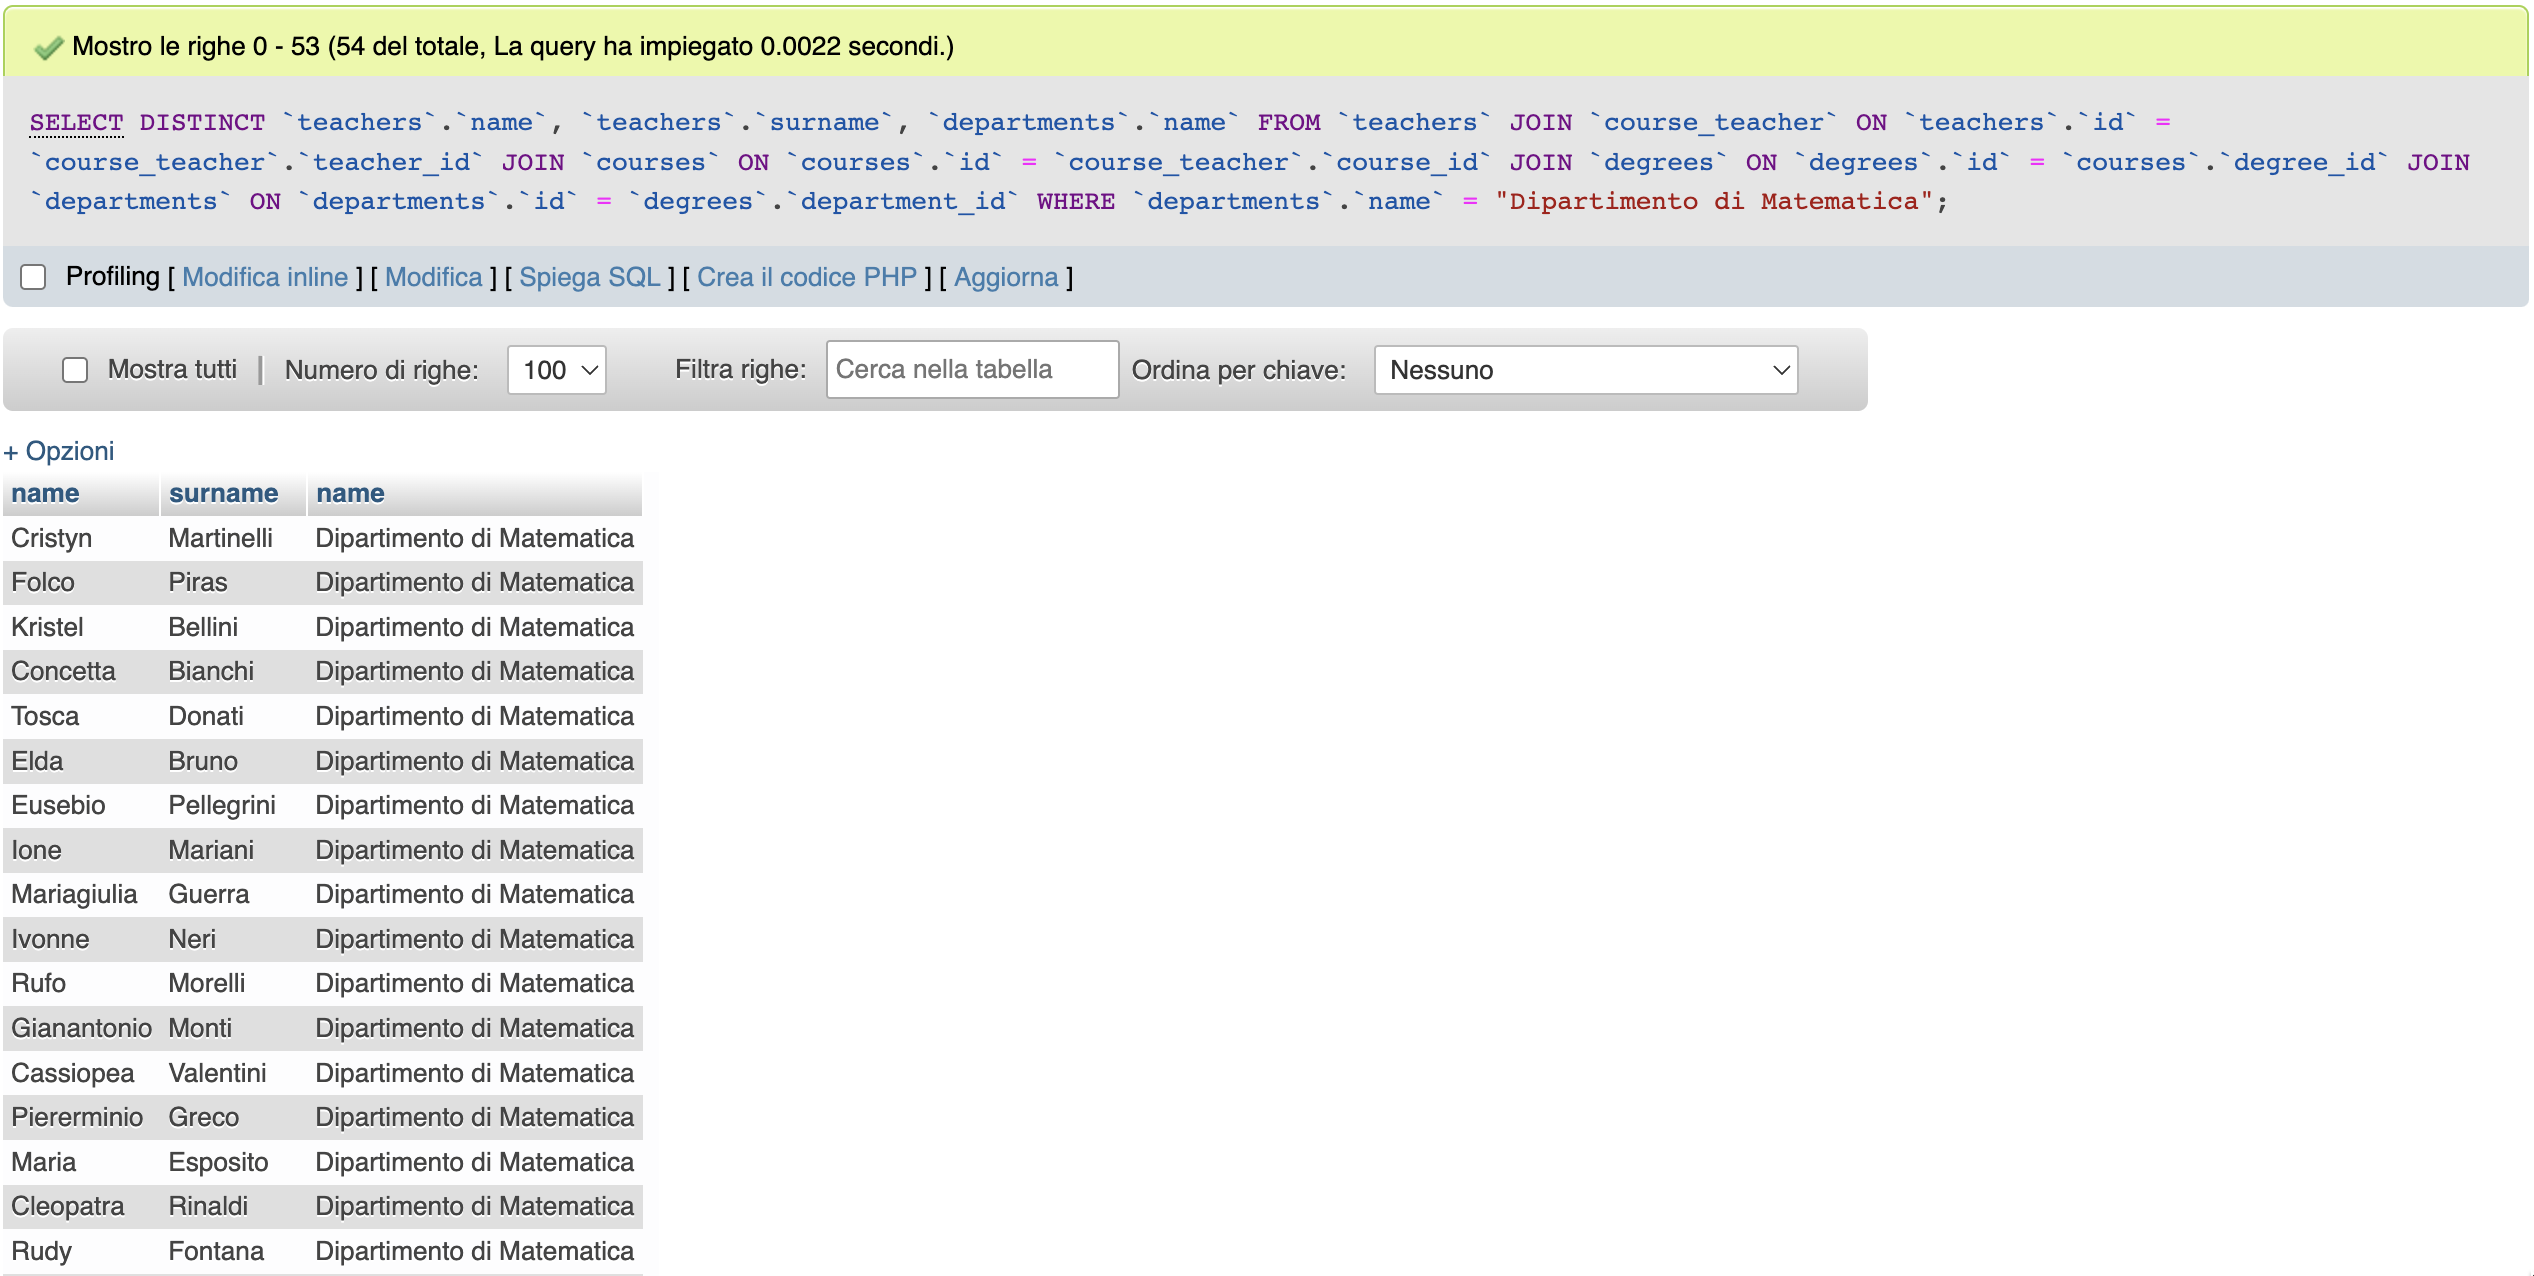 Mostro le righe 0 - 53 (54 del totale, La query ha impiegato 0.0022 secondi.)
SELECT DISTINCT `teachers`.`name`, `teachers`.`surname`, `departments`.`name` FROM `teachers` JOIN `course_teacher` ON `teachers`.`id` =
`course_teacher`.`teacher_id` JOIN `courses` ON `courses`.`id` = `course_teacher`.`course_id` JOIN `degrees` ON `degrees`.`id` = `courses`.`degree_id` JOIN
`departments` ON `departments`.`id` = `degrees`.`department_id` WHERE `departments`.`name` = "Dipartimento di Matematica";
Profiling [ Modifica inline ] [ Modifica ] [ Spiega SQL ] [ Crea il codice PHP ] [ Aggiorna ]
Mostra tutti | Numero di righe: 100 Filtra righe: Cerca nella tabella Ordina per chiave: Nessuno
+ Opzioni
name surname name
Cristyn Martinelli Dipartimento di Matematica
Folco Piras Dipartimento di Matematica
Kristel Bellini Dipartimento di Matematica
Concetta Bianchi Dipartimento di Matematica
Tosca Donati Dipartimento di Matematica
Elda Bruno Dipartimento di Matematica
Eusebio Pellegrini Dipartimento di Matematica
Ione Mariani Dipartimento di Matematica
Mariagiulia Guerra Dipartimento di Matematica
Ivonne Neri Dipartimento di Matematica
Rufo Morelli Dipartimento di Matematica
Gianantonio Monti Dipartimento di Matematica
Cassiopea Valentini Dipartimento di Matematica
Piererminio Greco Dipartimento di Matematica
Maria Esposito Dipartimento di Matematica
Cleopatra Rinaldi Dipartimento di Matematica
Rudy Fontana Dipartimento di Matematica